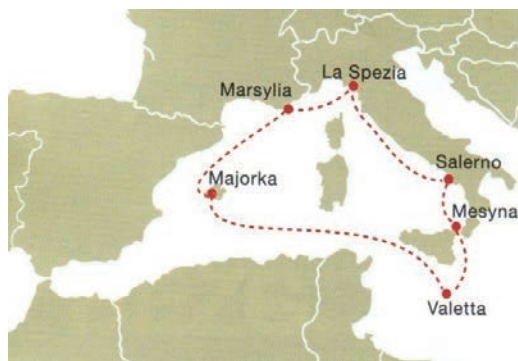 La Spezia
Marsylia
Salerno
Majorka
Mesyna
Valetta